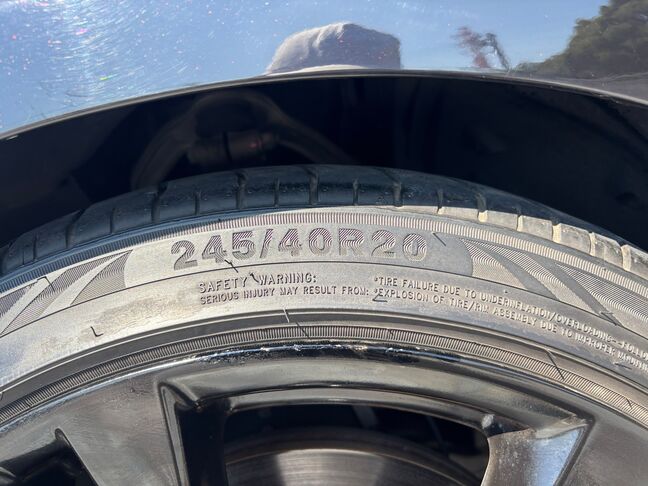 245/40R20
SAFETY WARNING:
SERIOUS INJURY MAY RESULT FROM:
*TIRE FAILURE DUE TO UNDERINFLATION/OVERLOADING -
*EXPLOSION OF TIRE/RIM ASSEMBLY DUE TO IMPROPER